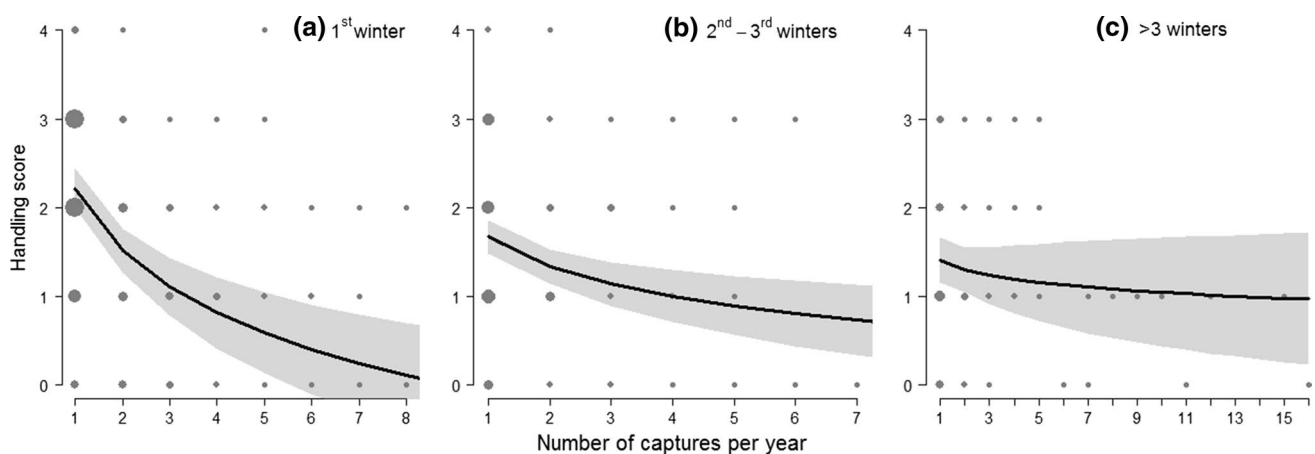 (a) 1st winter
(b) 2nd – 3rd winters
(c) >3 winters
Handling score
4
3
2
1
0
1 2 3 4 5 6 7 8
4
3
2
1
0
1 2 3 4 5 6 7
4
3
2
1
0
1 3 5 7 9 11 13 15
Number of captures per year